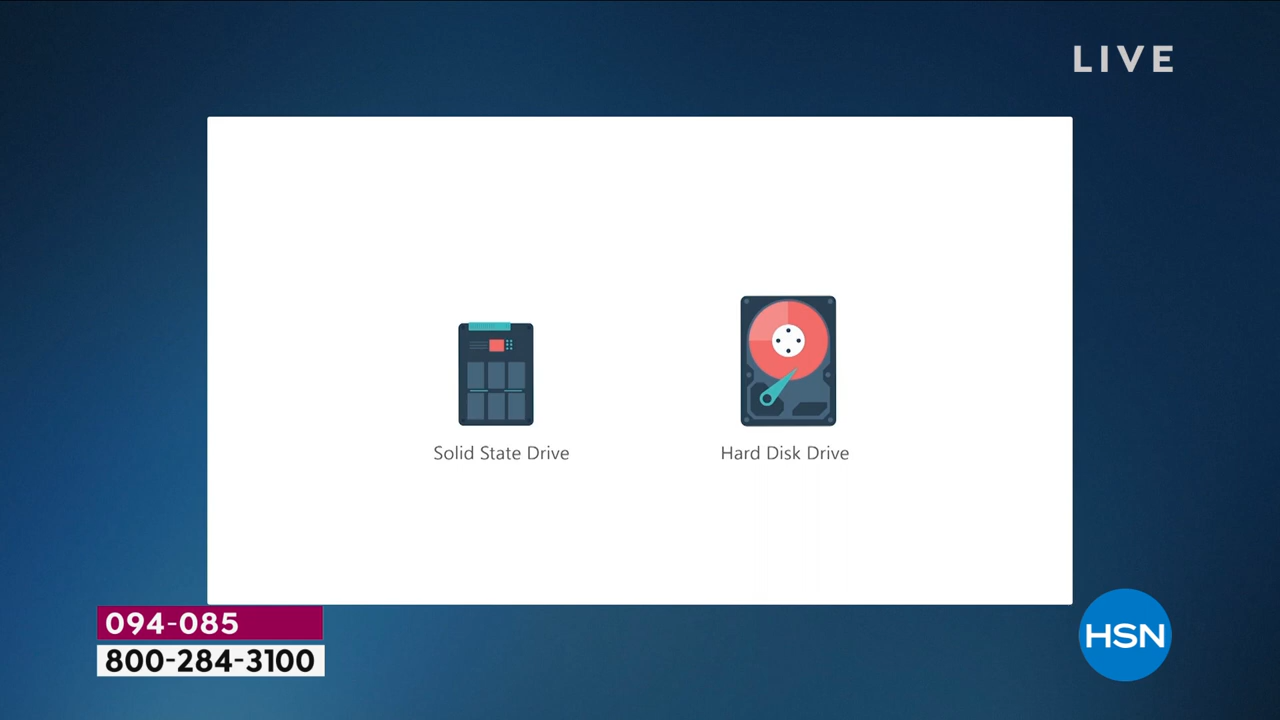 LIVE
Solid State Drive
Hard Disk Drive
094-085
800-284-3100
HSN